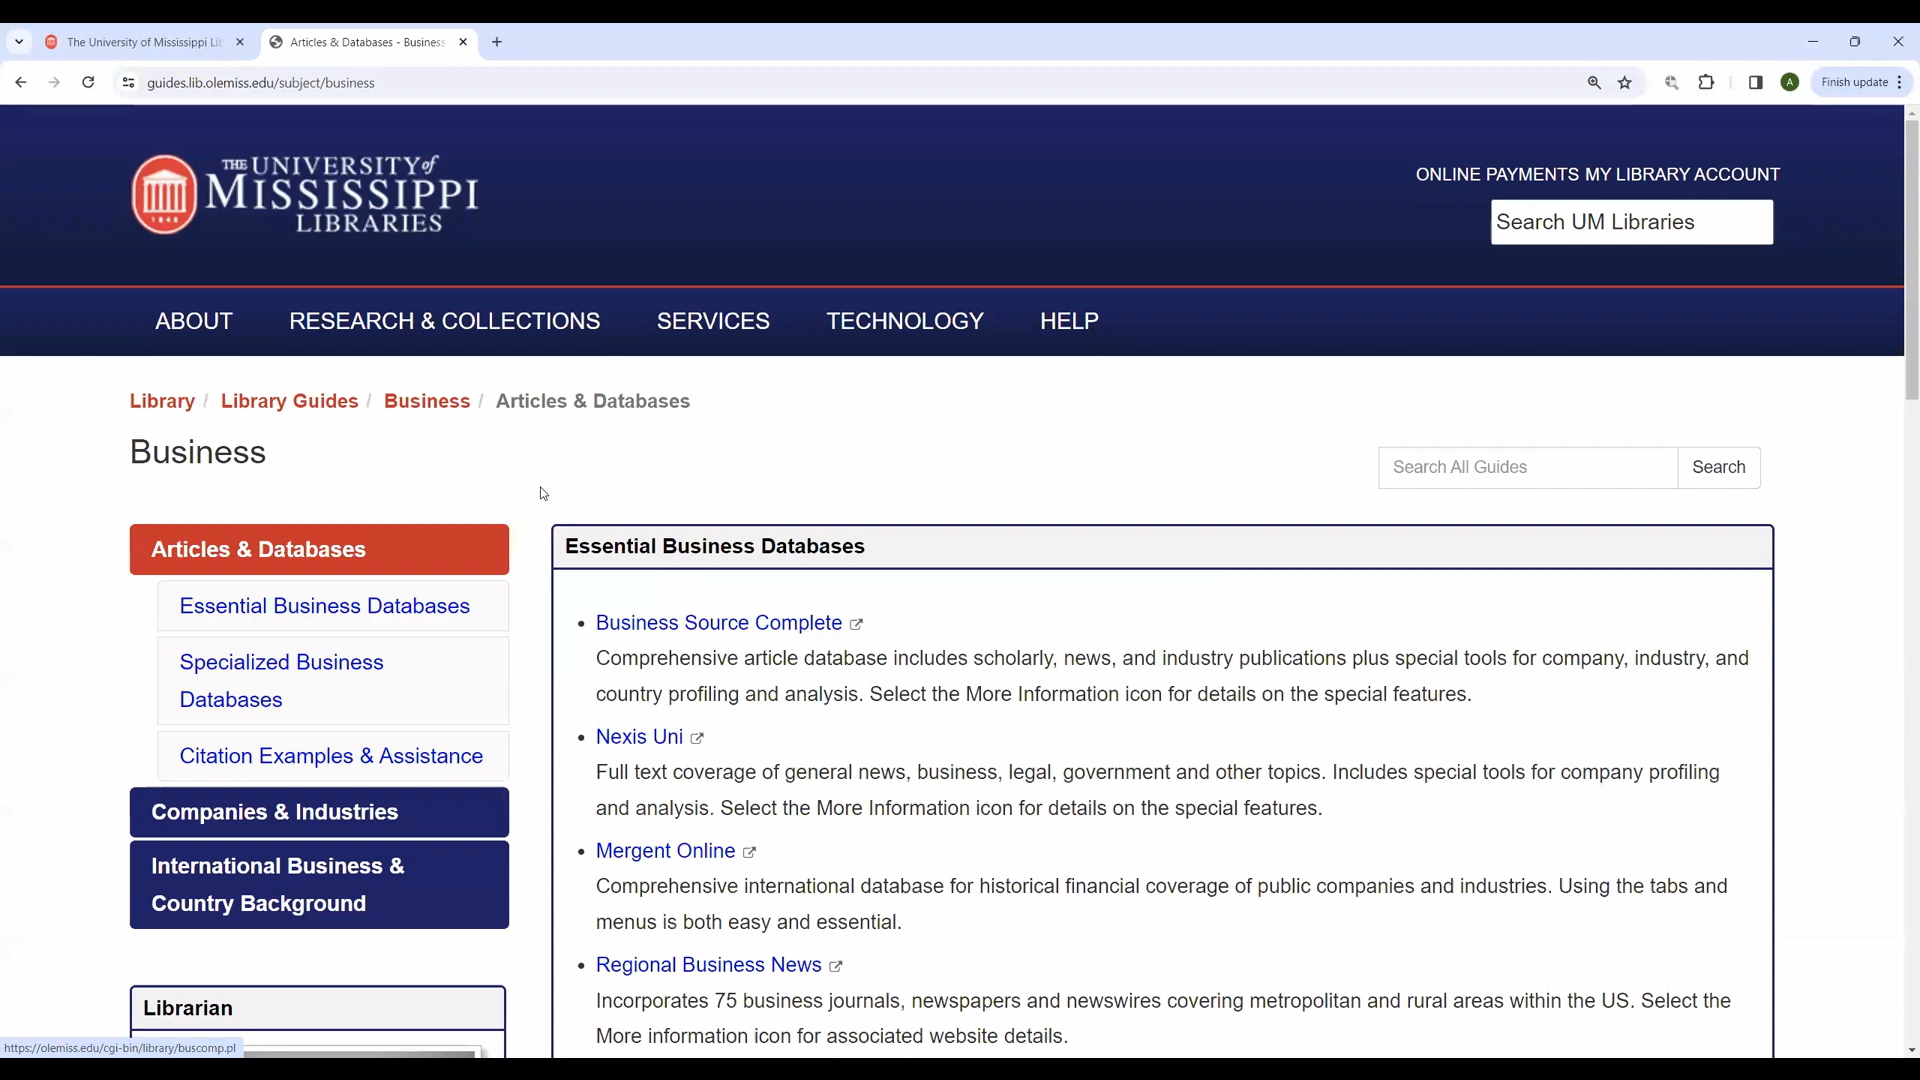 The University of Mississippi Li
Articles & Databases - Business
guides.lib.olemiss.edu/subject/business
A
Finish update
THE UNIVERSITY of
MISSISSIPPI
LIBRARIES
1848
ONLINE PAYMENTS MY LIBRARY ACCOUNT
Search UM Libraries
ABOUT RESEARCH & COLLECTIONS SERVICES TECHNOLOGY HELP
Library / Library Guides / Business / Articles & Databases
Business
Search All Guides Search
Articles & Databases
Essential Business Databases
Specialized Business
Databases
Citation Examples & Assistance
Companies & Industries
International Business &
Country Background
Librarian
Essential Business Databases
• Business Source Complete
Comprehensive article database includes scholarly, news, and industry publications plus special tools for company, industry, and
country profiling and analysis. Select the More Information icon for details on the special features.
• Nexis Uni
Full text coverage of general news, business, legal, government and other topics. Includes special tools for company profiling
and analysis. Select the More Information icon for details on the special features.
• Mergent Online
Comprehensive international database for historical financial coverage of public companies and industries. Using the tabs and
menus is both easy and essential.
• Regional Business News
Incorporates 75 business journals, newspapers and newswires covering metropolitan and rural areas within the US. Select the
More information icon for associated website details.
https://olemiss.edu/cgi-bin/library/buscomp.pl